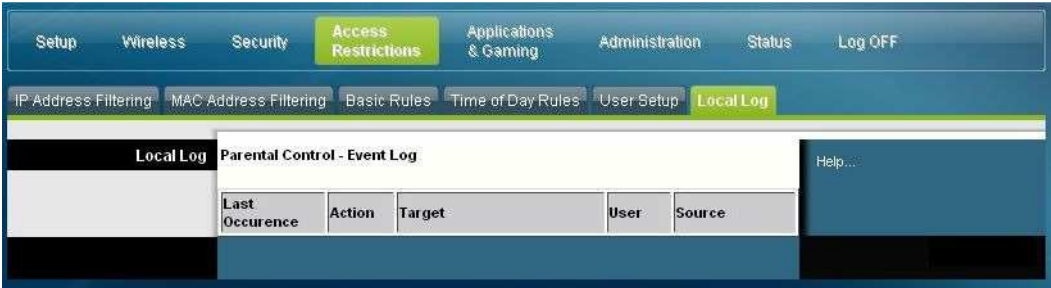 Setup Wireless Security Access Restrictions Applications & Gaming Administration Status Log OFF
IP Address Filtering MAC Address Filtering Basic Rules Time of Day Rules User Setup Local Log
Local Log Parental Control - Event Log Help...
Last Occurence Action Target User Source